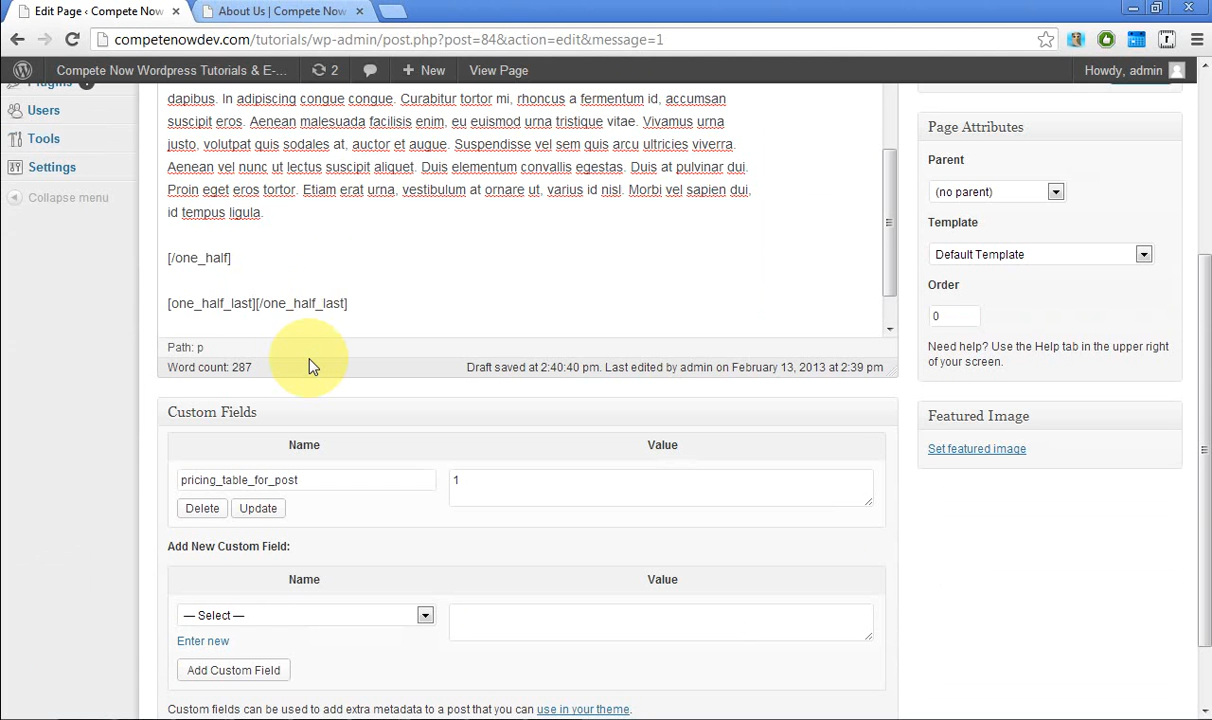 Edit Page ‹ Compete Now
About Us | Compete Now
competenowdev.com/tutorials/wp-admin/post.php?post=84&action=edit&message=1
Compete Now Wordpress Tutorials & E-... 2 New View Page Howdy, admin
Plugins
Users
Tools
Settings
Collapse menu
dapibus. In adipiscing congue congue. Curabitur tortor mi, rhoncus a fermentum id, accumsan
suscipit eros. Aenean malesuada facilisis enim, eu euismod urna tristique vitae. Vivamus urna
justo, volutpat quis sodales at, auctor et augue. Suspendisse vel sem quis arcu ultricies viverra.
Aenean vel nunc ut lectus suscipit aliquet. Duis elementum convallis egestas. Duis at pulvinar dui.
Proin eget eros tortor. Etiam erat urna, vestibulum at ornare ut, varius id nisl. Morbi vel sapien dui,
id tempus ligula.
[/one_half]
[one_half_last][/one_half_last]
Path: p
Word count: 287 Draft saved at 2:40:40 pm. Last edited by admin on February 13, 2013 at 2:39 pm
Custom Fields
Name Value
pricing_table_for_post 1
Delete Update
Add New Custom Field:
Name Value
— Select —
Enter new
Add Custom Field
Custom fields can be used to add extra metadata to a post that you can use in your theme.
Page Attributes
Parent
(no parent)
Template
Default Template
Order
0
Need help? Use the Help tab in the upper right
of your screen.
Featured Image
Set featured image